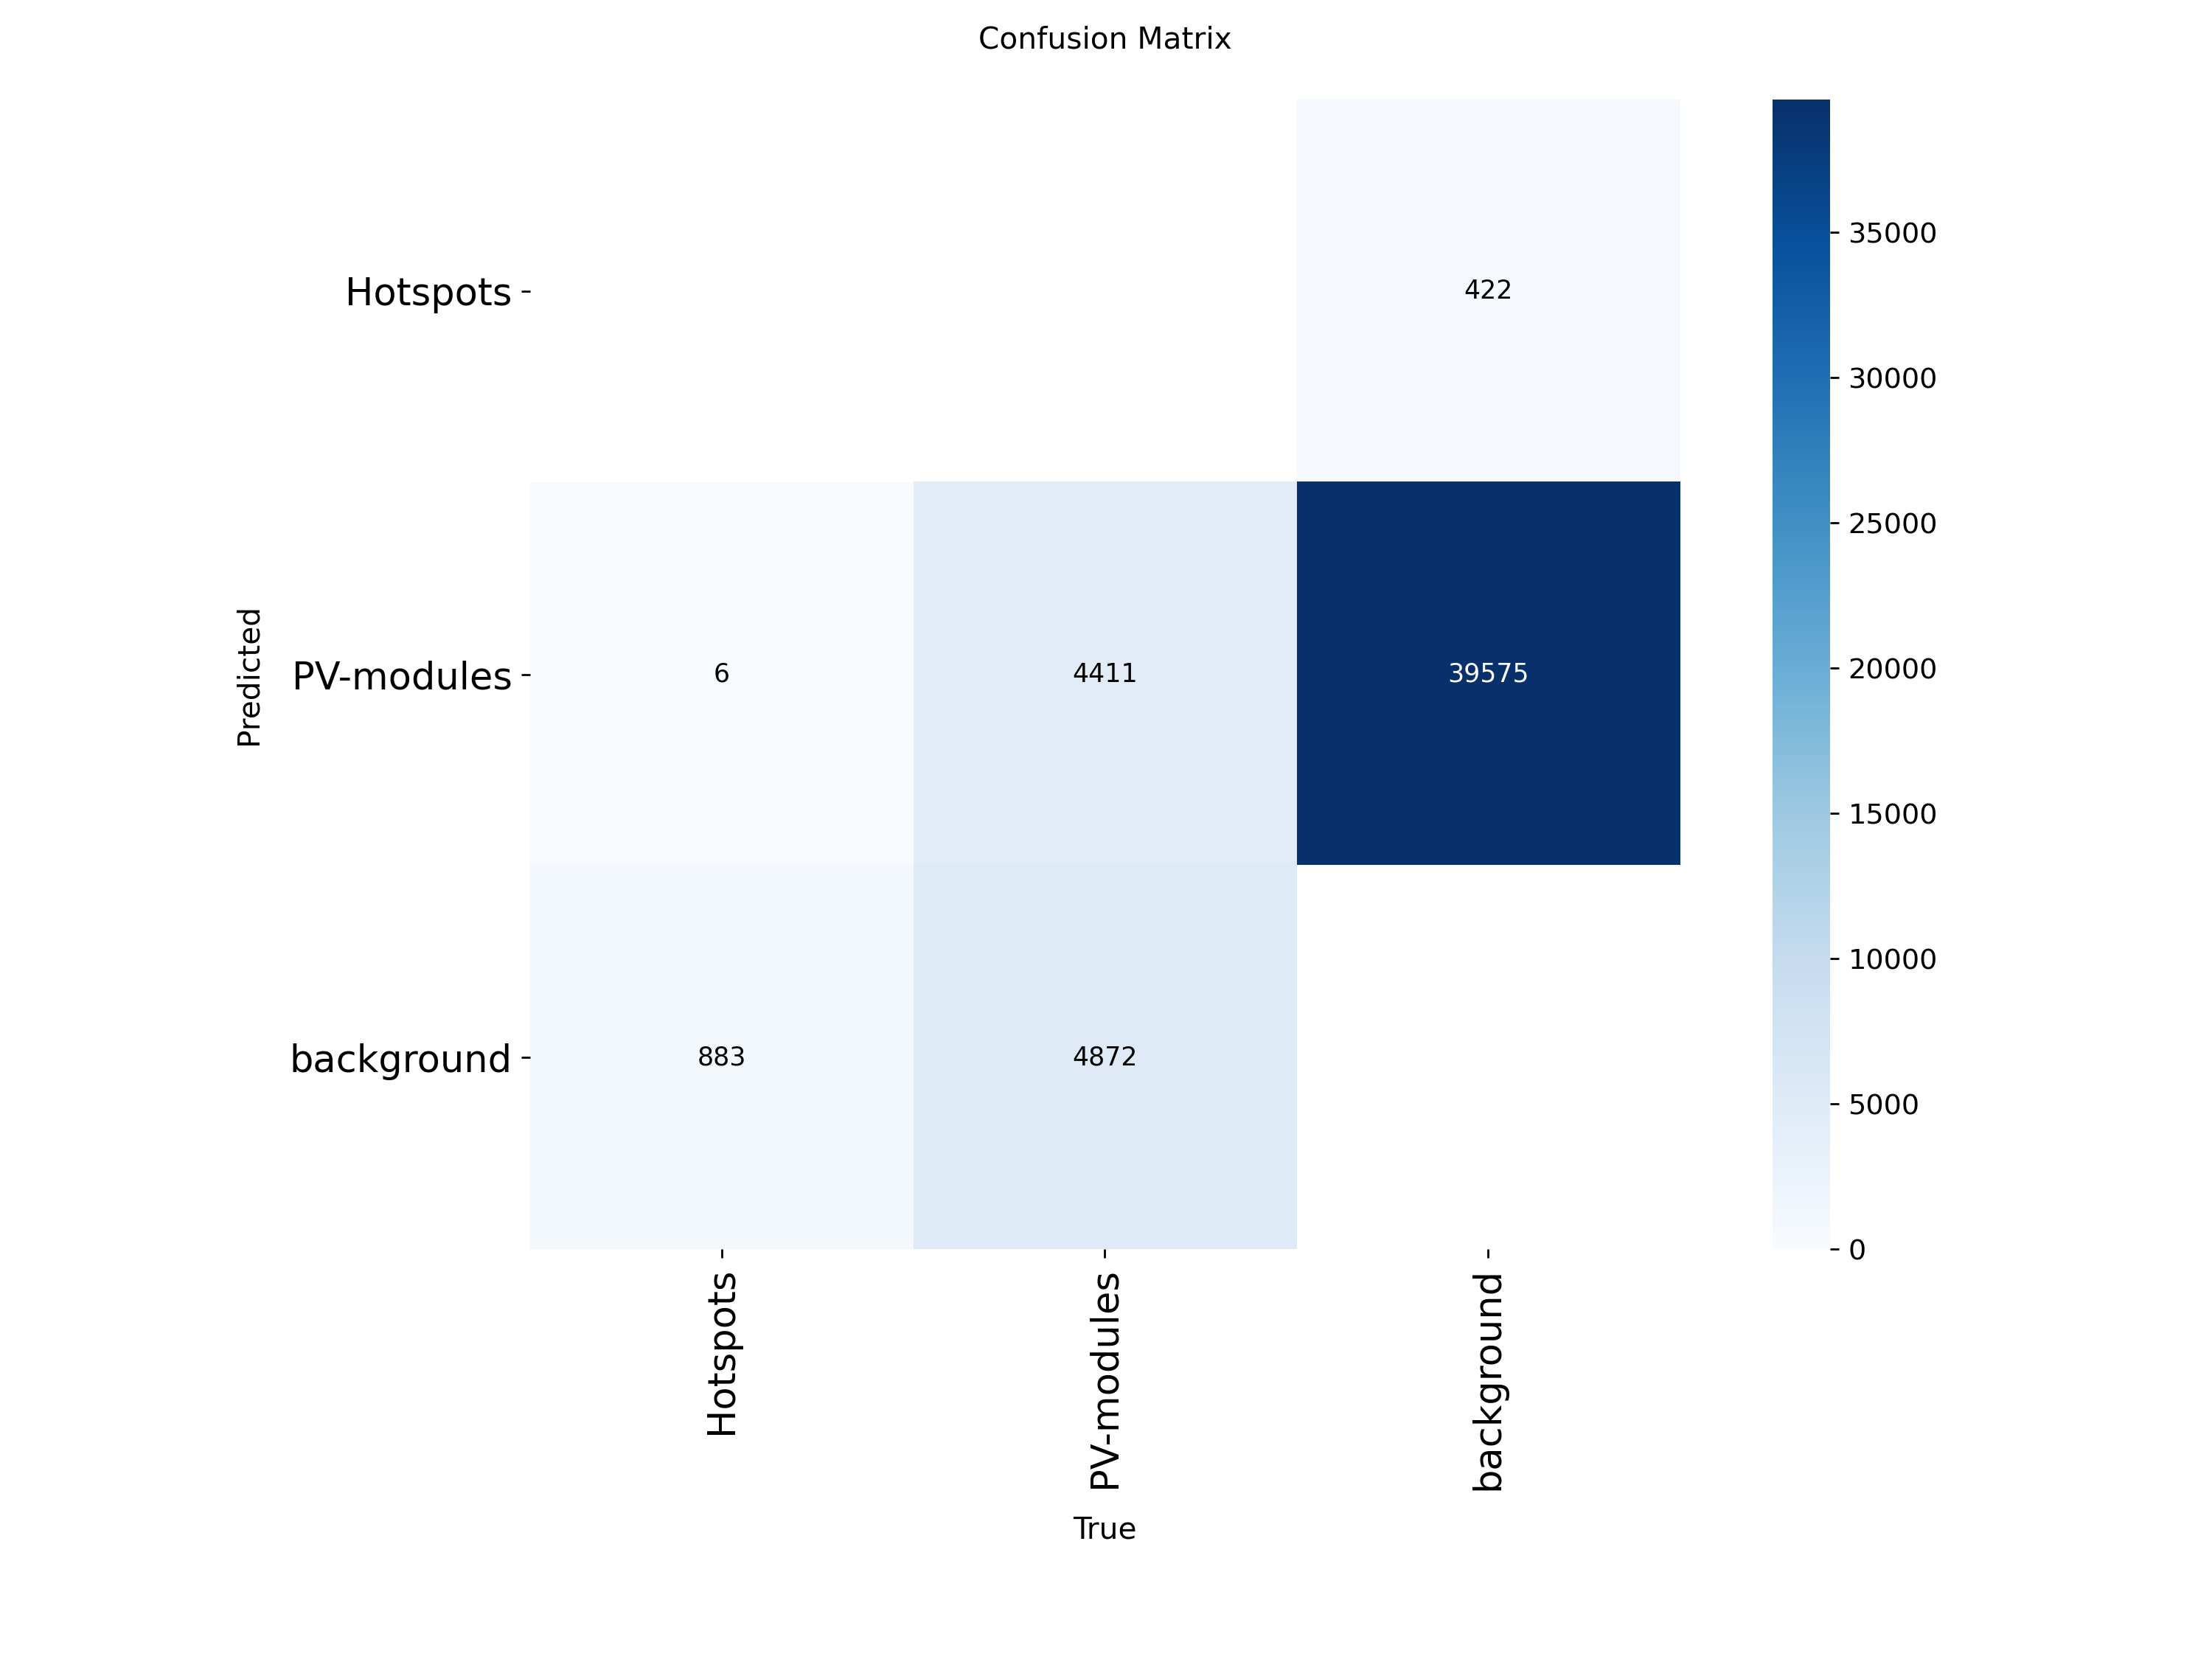 Confusion Matrix
Predicted
Hotspots
PV-modules
background
422
6
4411
39575
883
4872
Hotspots
PV-modules
background
True
35000
30000
25000
20000
15000
10000
5000
0